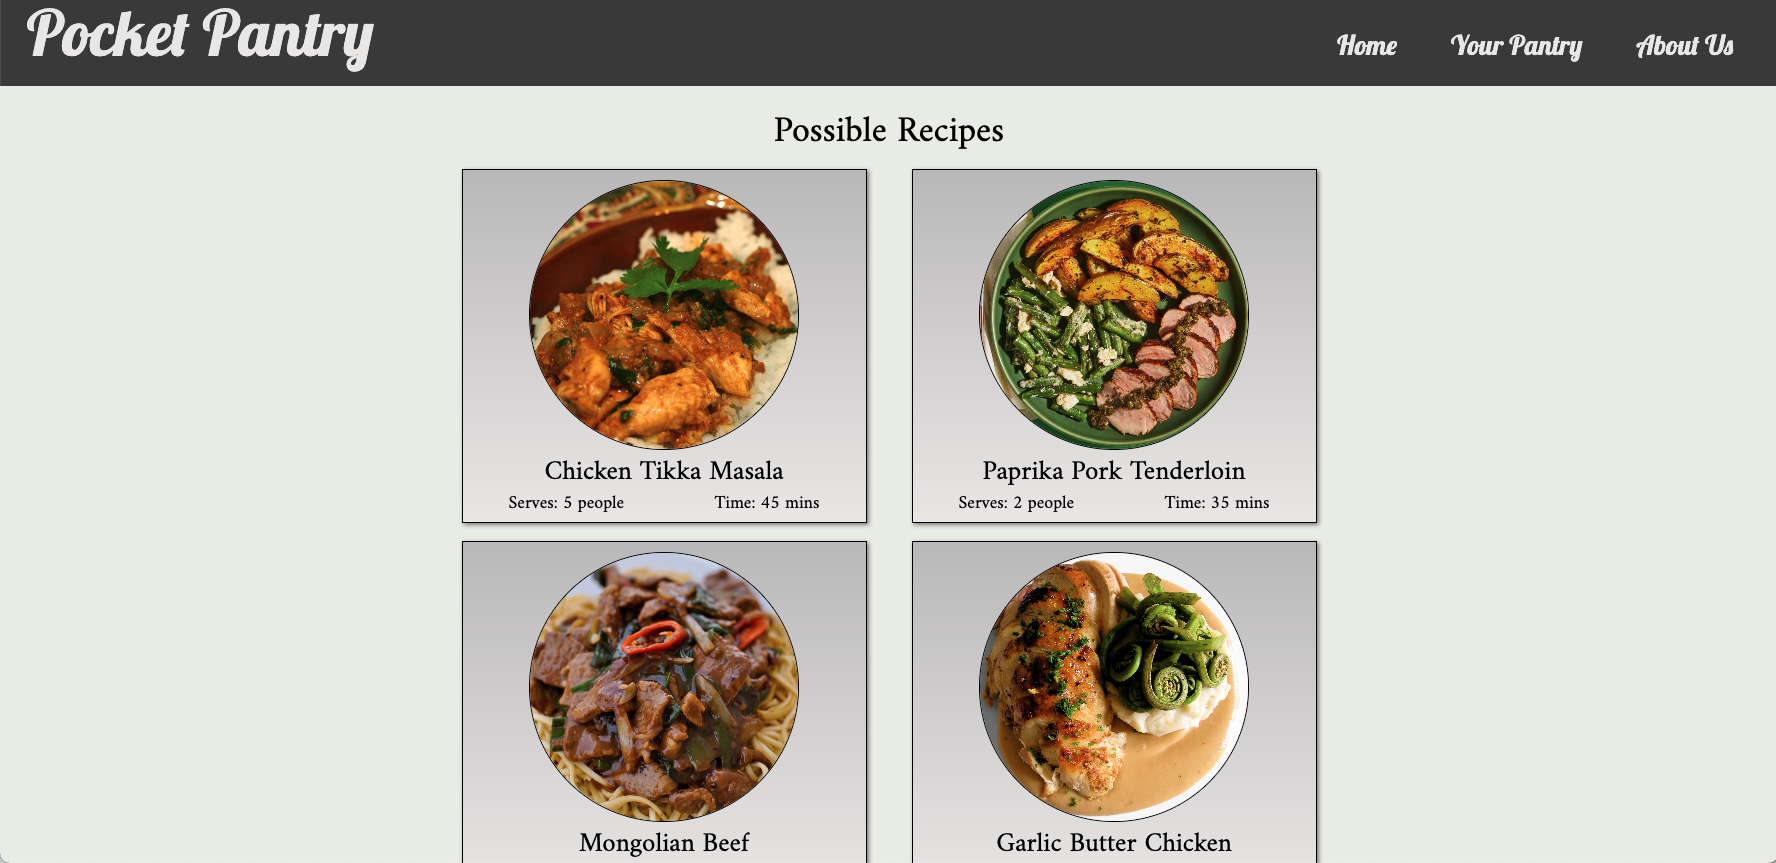 Pocket Pantry
Home Your Pantry About Us
Possible Recipes
Chicken Tikka Masala
Serves: 5 people Time: 45 mins
Paprika Pork Tenderloin
Serves: 2 people Time: 35 mins
Mongolian Beef
Garlic Butter Chicken